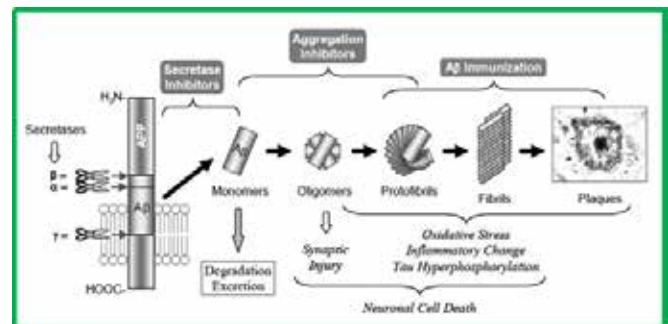 Aggregation
Inhibitors
Secretase
Inhibitors
Aβ Immunization
H₂N
Secretases
APP
β =
α =
Aβ
γ =
HOOC
Aβ
Monomers
Oligomers
Protofibrils
Fibrils
Plaques
Degradation
Excretion
Synaptic
Injury
Oxidative Stress
Inflammatory Change
Tau Hyperphosphorylation
Neuronal Cell Death